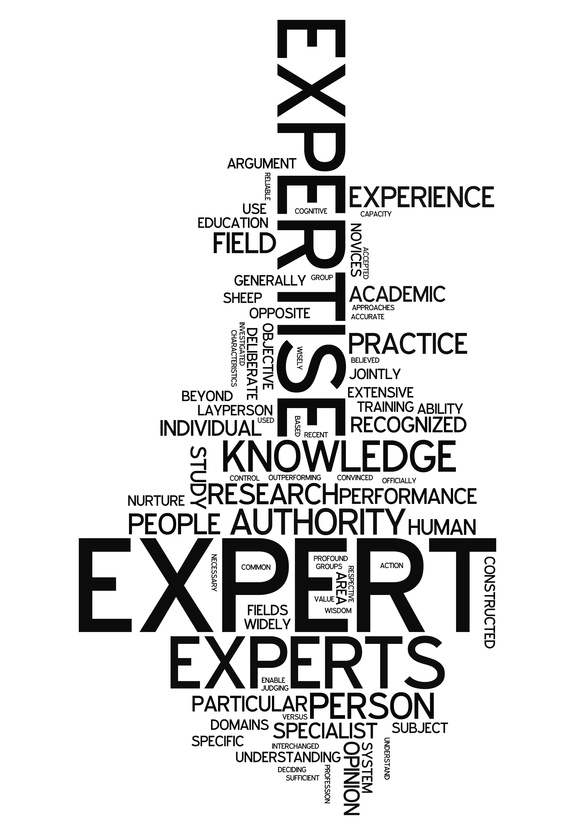 EXPERTISE
ARGUMENT
RELIABLE
EXPERIENCE
USE
COGNITIVE
CAPACITY
EDUCATION
FIELD
NOVICES
ACCEPTED
GENERALLY
GROUP
SHEEP
ACADEMIC
OPPOSITE
APPROACHES
ACCURATE
INVESTIGATED
CHARACTERISTICS
DELIBERATE
OBJECTIVE
WISELY
PRACTICE
BELIEVED
JOINTLY
BEYOND
EXTENSIVE
LAYPERSON
TRAINING
ABILITY
USED
BASED
RECENT
INDIVIDUAL
RECOGNIZED
KNOWLEDGE
STUDY
CONTROL
OUTPERFORMING
CONVINCED
OFFICIALLY
NURTURE
RESEARCH
PERFORMANCE
PEOPLE
AUTHORITY
HUMAN
EXPERT
NECESSARY
COMMON
PROFOUND
GROUPS
RESPECTIVE
AREA
ACTION
CONSTRUCTED
VALUE
WISDOM
FIELDS
WIDELY
EXPERTS
ENABLE
JUDGING
PARTICULAR
PERSON
VERSUS
DOMAINS
SPECIALIST
SUBJECT
SPECIFIC
INTERCHANGED
UNDERSTANDING
OPINION
SYSTEM
UNDERSTAND
DECIDING
SUFFICIENT
PROFESSION